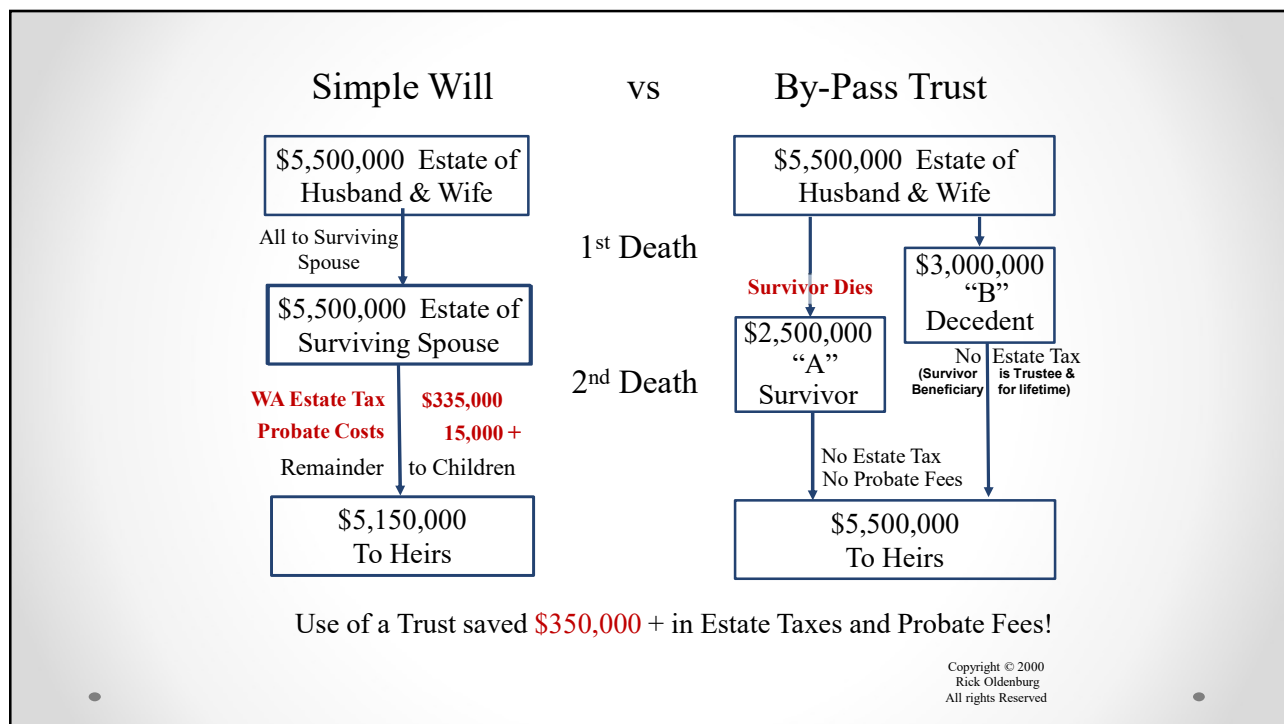 Simple Will vs By-Pass Trust
$5,500,000 Estate of
Husband & Wife
All to Surviving
Spouse
$5,500,000 Estate of
Surviving Spouse
WA Estate Tax $335,000
Probate Costs 15,000 +
Remainder to Children
$5,150,000
To Heirs
1st Death
2nd Death
$5,500,000 Estate of
Husband & Wife
Survivor Dies
$2,500,000
“A”
Survivor
$3,000,000
“B”
Decedent
No Estate Tax
(Survivor is Trustee &
Beneficiary for lifetime)
No Estate Tax
No Probate Fees
$5,500,000
To Heirs
Use of a Trust saved $350,000 + in Estate Taxes and Probate Fees!
Copyright © 2000
Rick Oldenburg
All rights Reserved